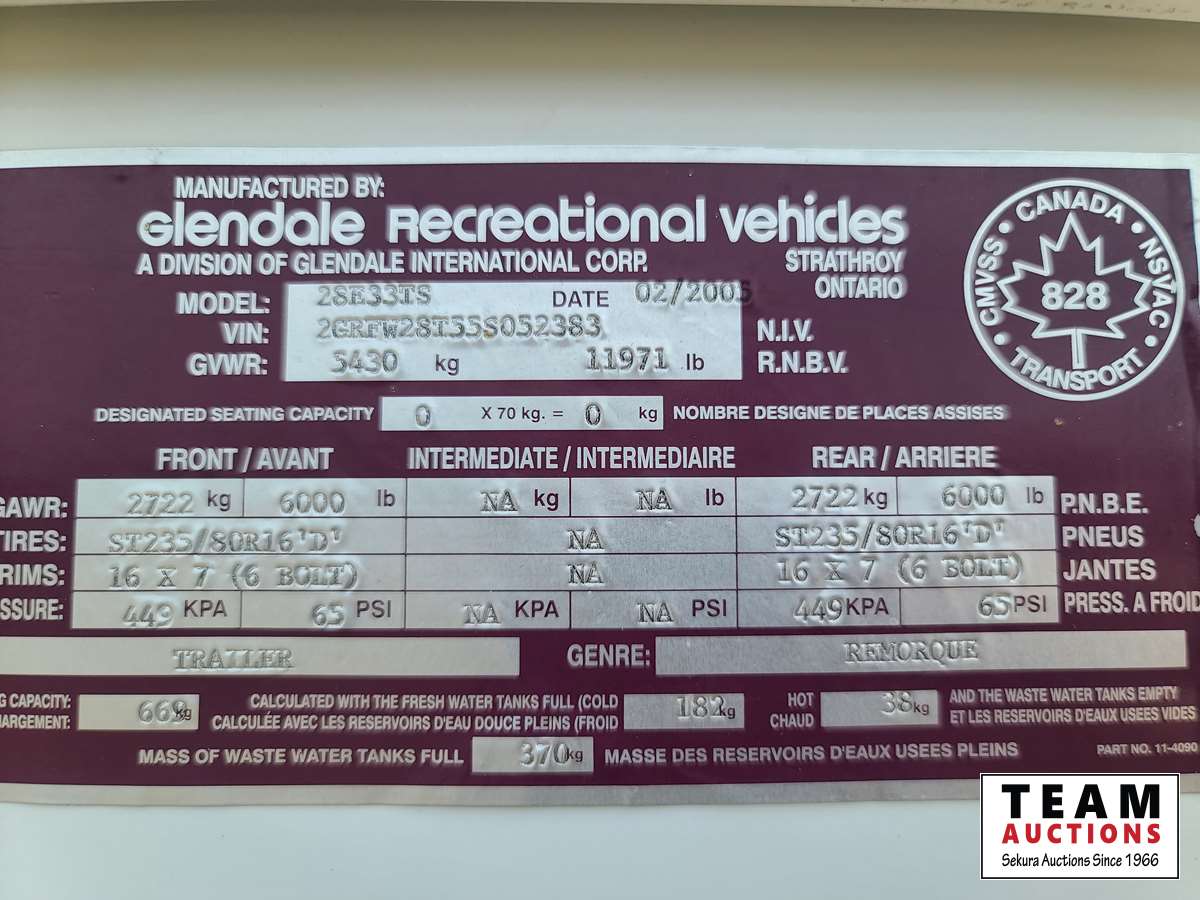 MANUFACTURED BY:
Glendale Recreational Vehicles
A DIVISION OF GLENDALE INTERNATIONAL CORP. STRATHROY
ONTARIO
MODEL: 28E33TS DATE 02/2005
VIN: 2GRFW28T55S052383 N.I.V.
GVWR: 5430 kg 11971 lb R.N.B.V.
CMVSS • CANADA • NSVAC • TRANSPORT •
828
DESIGNATED SEATING CAPACITY 0 X 70 kg. = 0 kg NOMBRE DESIGNE DE PLACES ASSISES
FRONT / AVANT INTERMEDIATE / INTERMEDIAIRE REAR / ARRIERE
GAWR: 2722 kg 6000 lb NA kg NA lb 2722 kg 6000 lb P.N.B.E.
TIRES: ST235/80R16'D' NA ST235/80R16'D' PNEUS
RIMS: 16 X 7 (6 BOLT) NA 16 X 7 (6 BOLT) JANTES
SSURE: 449 KPA 65 PSI NA KPA NA PSI 449 KPA 65 PSI PRESS. A FROID
TRAILER GENRE: REMORQUE
G CAPACITY: 669 kg CALCULATED WITH THE FRESH WATER TANKS FULL (COLD 182 kg HOT 38 kg AND THE WASTE WATER TANKS EMPTY
ARGEMENT: CALCULÉE AVEC LES RESERVOIRS D'EAU DOUCE PLEINS (FROID CHAUD ET LES RESERVOIRS D'EAUX USEES VIDES
MASS OF WASTE WATER TANKS FULL 370 kg MASSE DES RESERVOIRS D'EAUX USEES PLEINS PART NO. 11-4090
TEAM
AUCTIONS
Sekura Auctions Since 1966